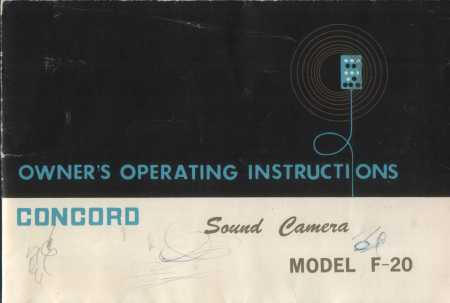 OWNER'S OPERATING INSTRUCTIONS
CONCORD
Sound Camera
MODEL F-20